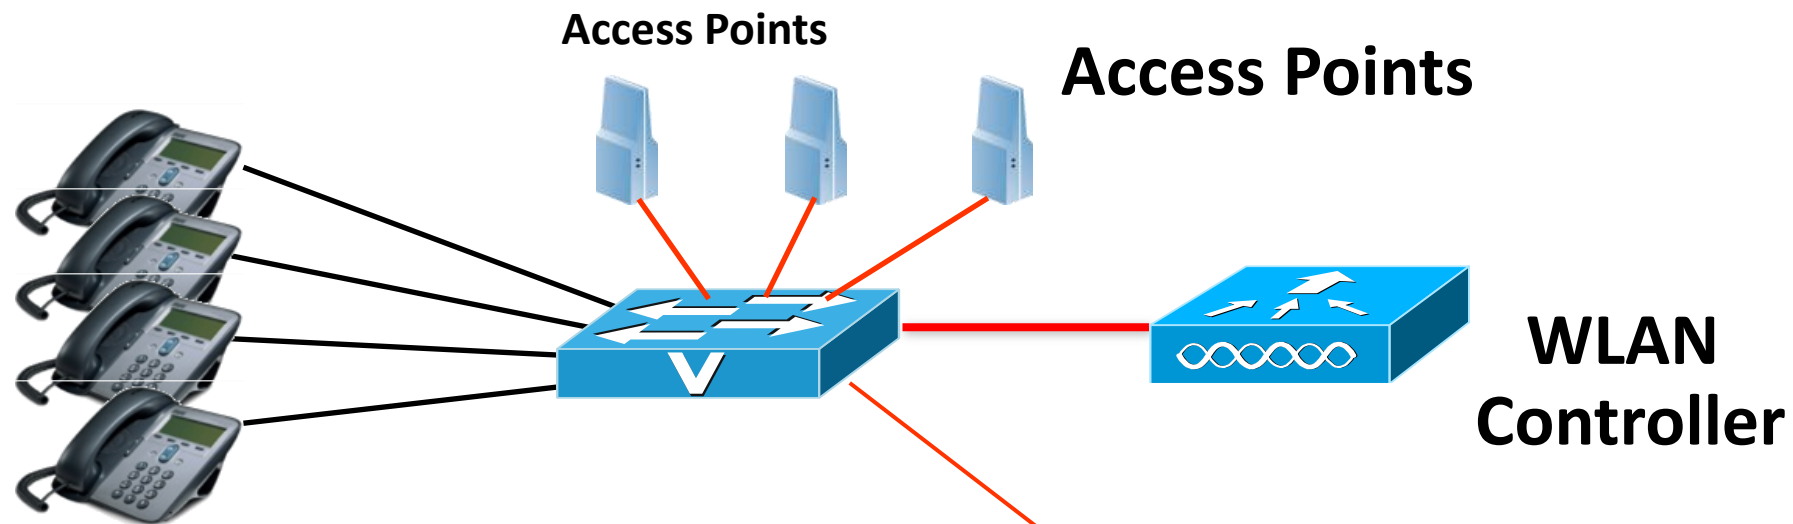 Access Points
Access Points
V
WLAN
Controller